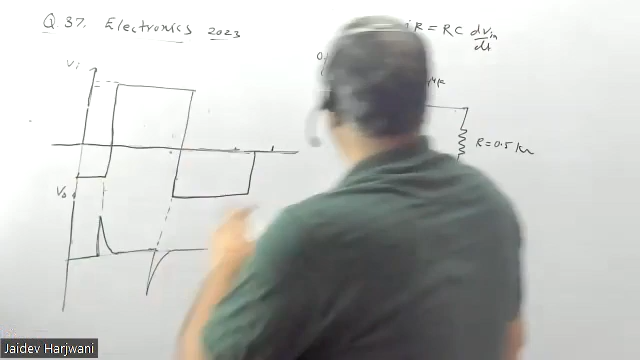 Q 37. Electronics 2023
iR = RC dvin/dt
Vi
R = 0.5 kΩ
Vo
Jaidev Harjwani